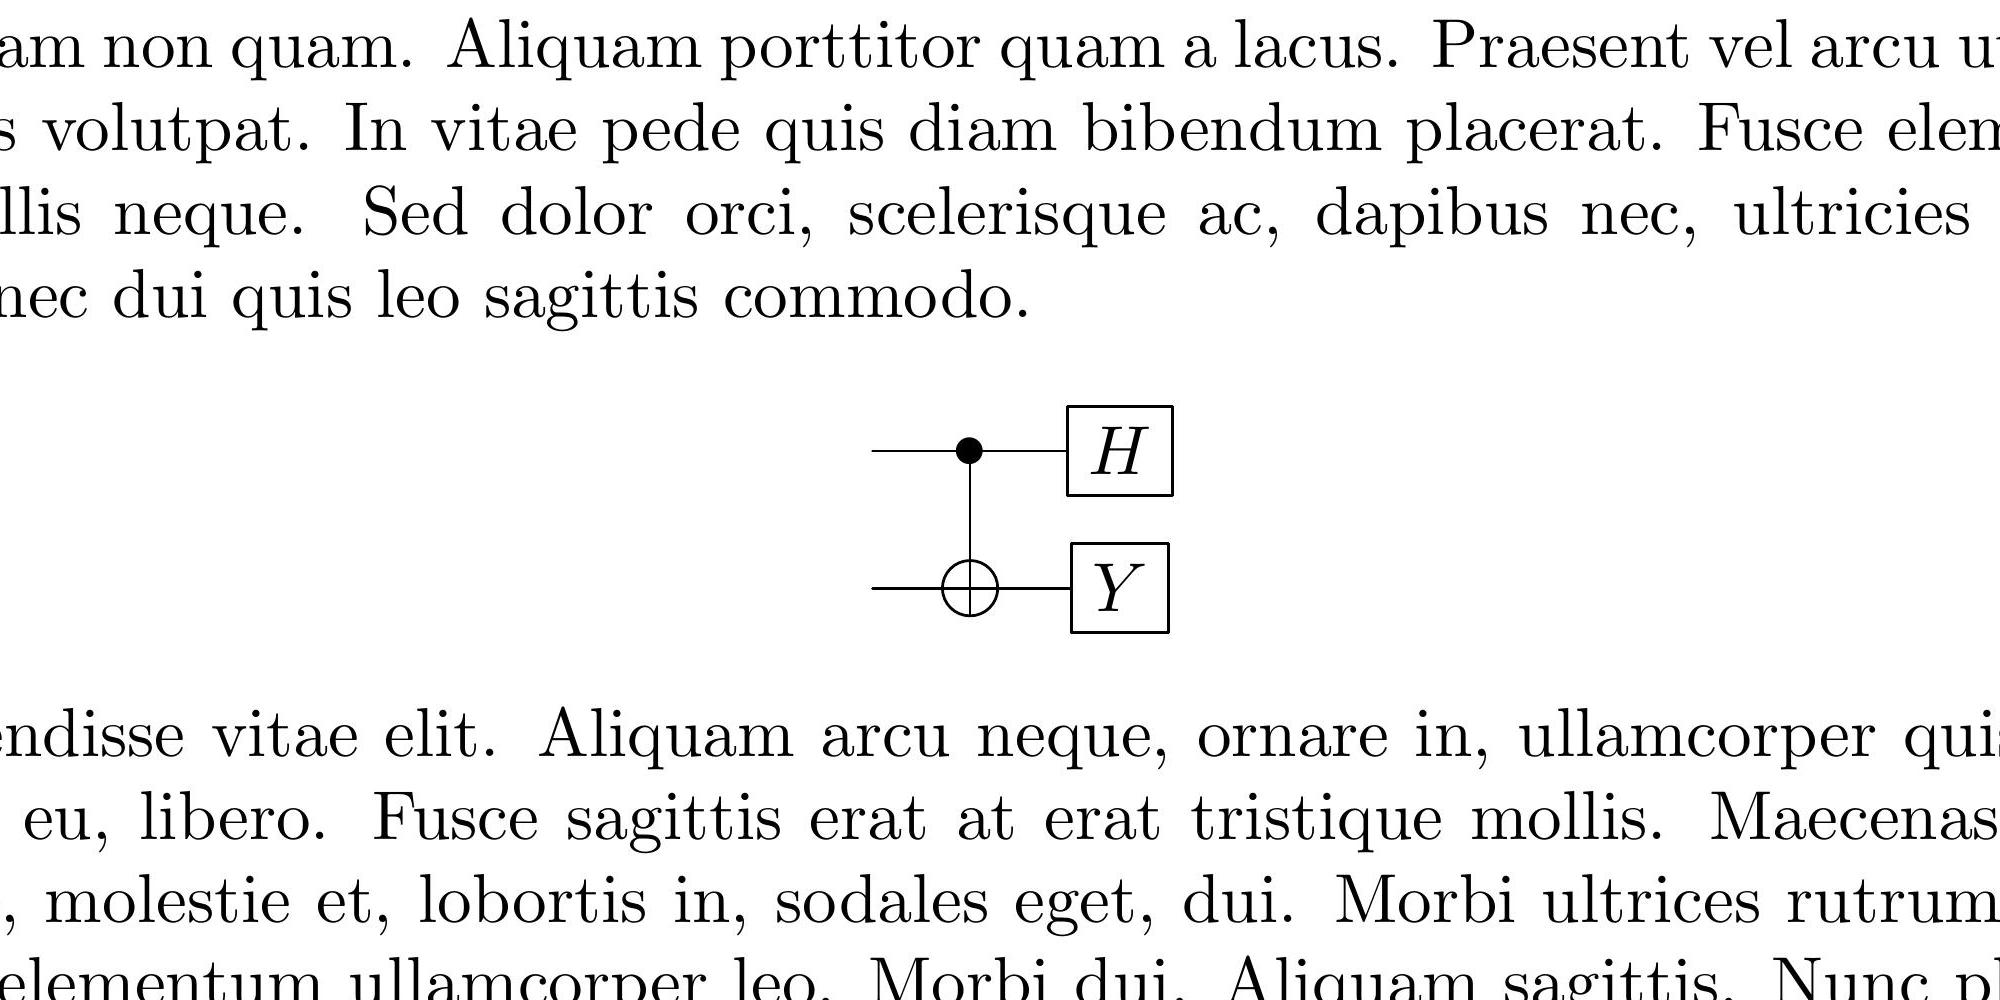 am non quam. Aliquam porttitor quam a lacus. Praesent vel arcu
s volutpat. In vitae pede quis diam bibendum placerat. Fusce elem
llis neque. Sed dolor orci, scelerisque ac, dapibus nec, ultricies
nec dui quis leo sagittis commodo.
H
Y
endisse vitae elit. Aliquam arcu neque, ornare in, ullamcorper quis
eu, libero. Fusce sagittis erat at erat tristique mollis. Maecenas
, molestie et, lobortis in, sodales eget, dui. Morbi ultrices rutrum
elementum ullamcorper leo. Morbi dui. Aliquam sagittis. Nunc